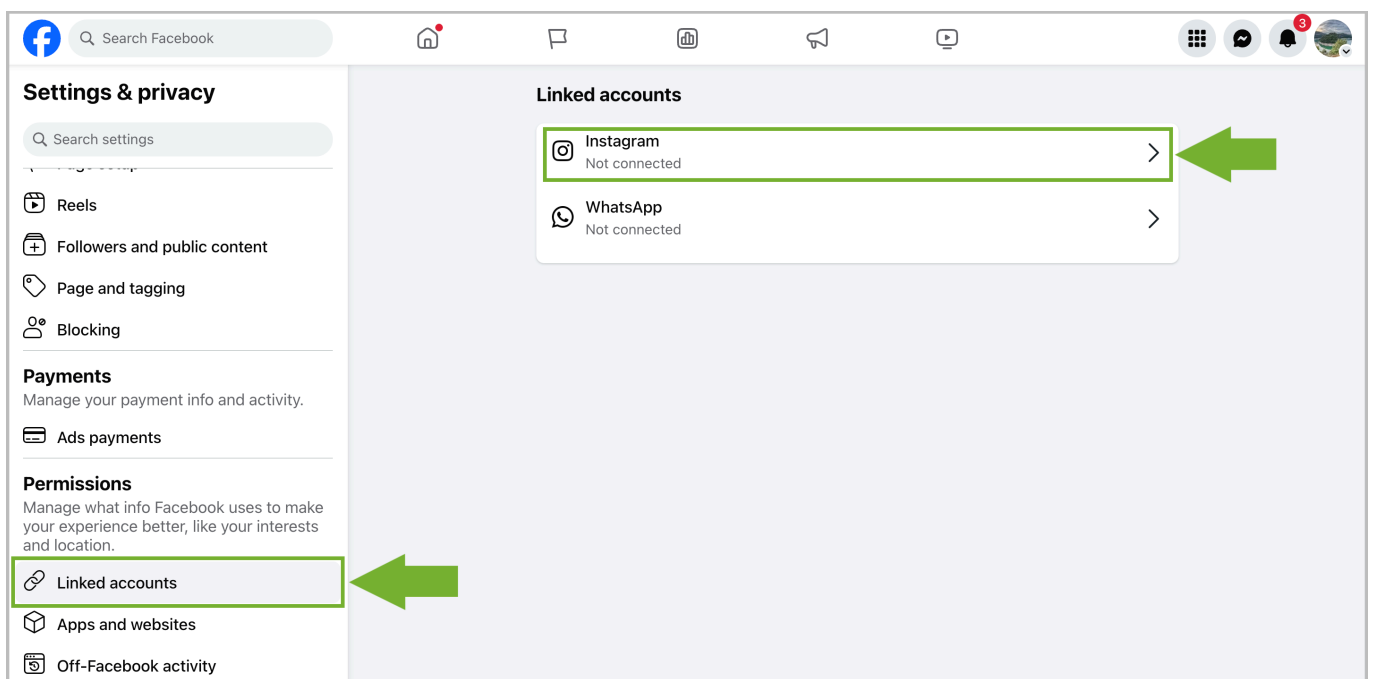 Search Facebook
3
Settings & privacy
Search settings
Reels
Followers and public content
Page and tagging
Blocking
Payments
Manage your payment info and activity.
Ads payments
Permissions
Manage what info Facebook uses to make
your experience better, like your interests
and location.
Linked accounts
Apps and websites
Off-Facebook activity
Linked accounts
Instagram
Not connected
WhatsApp
Not connected